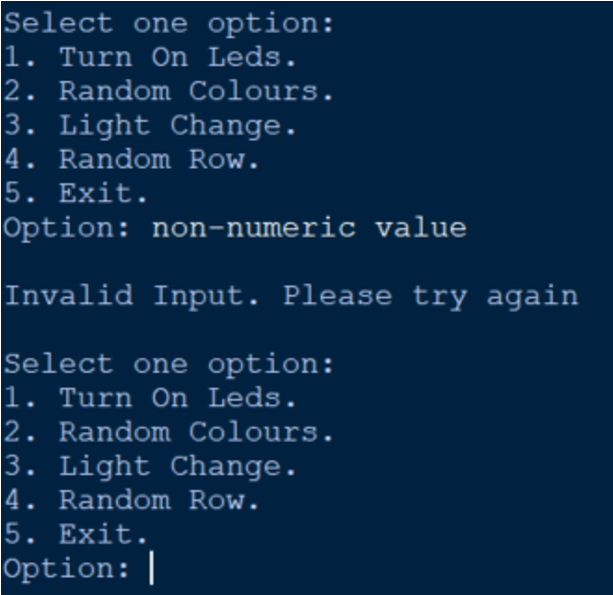 Select one option:
1. Turn On Leds.
2. Random Colours.
3. Light Change.
4. Random Row.
5. Exit.
Option: non-numeric value
Invalid Input. Please try again
Select one option:
1. Turn On Leds.
2. Random Colours.
3. Light Change.
4. Random Row.
5. Exit.
Option: